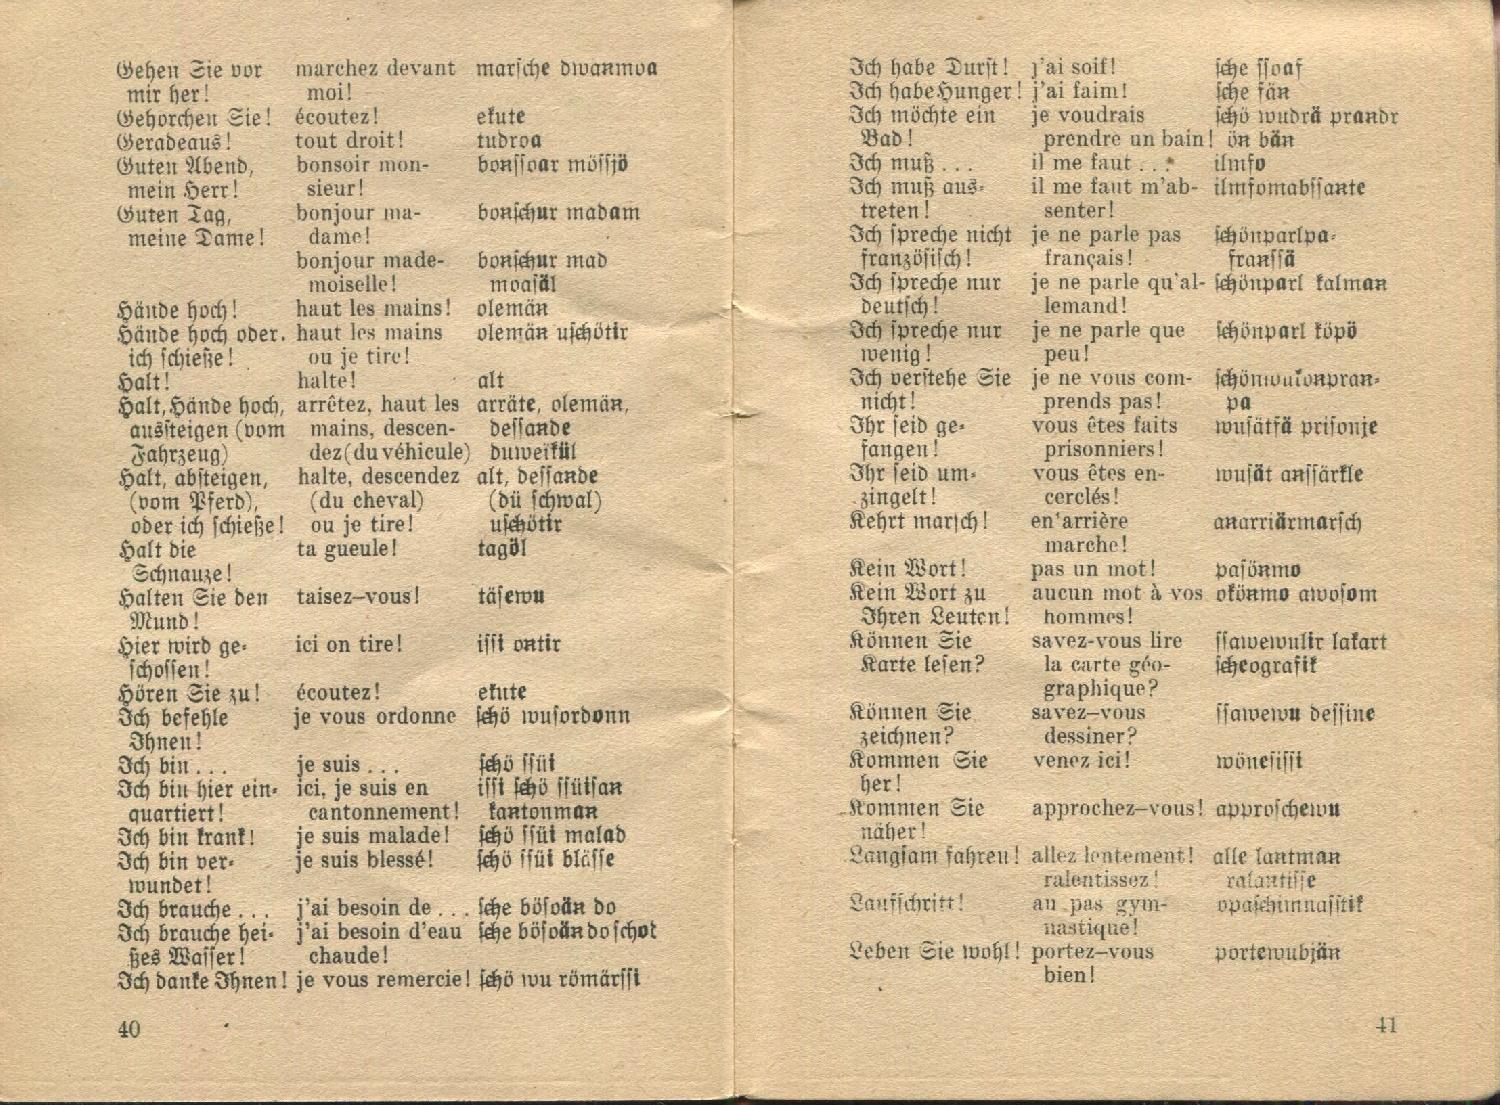 Gehen Sie vor marchez devant marsche dwanmoa
mir her! moi!
Gehorchen Sie! écoutez! ekute
Geradeaus! tout droit! tudroa
Guten Abend, bonsoir mon- bonssoar mössjö
mein Herr! sieur!
Guten Tag, bonjour ma- bonschur madam
meine Dame! dame!
bonjour made- bonschur mad
moiselle! moasäl
Hände hoch! haut les mains! olemän
Hände hoch oder haut les mains olemän uschötir
ich schieße! ou je tire!
Halt! halte! alt
Halt, Hände hoch, arrêtez, haut les arräte, olemän,
aussteigen (vom mains, descen- dessande
Fahrzeug) dez (du véhicule) duweikül
Halt, absteigen, halte, descendez alt, dessande
(vom Pferd), (du cheval) (dü schwal)
oder ich schieße! ou je tire! uschötir
Halt die ta gueule! tagöl
Schnauze!
Halten Sie den taisez-vous! täsewu
Mund!
Hier wird ge- ici on tire! issi ontir
schossen!
Hören Sie zu! écoutez! ekute
Ich befehle je vous ordonne schö wusordonn
Ihnen!
Ich bin ... je suis ... schö ssüi
Ich bin hier ein- ici, je suis en issi schö ssüisan
quartiert! cantonnement! kantonman
Ich bin krank! je suis malade! schö ssüi malad
Ich bin ver- je suis blessé! schö ssüi blässe
wundet!
Ich brauche ... j'ai besoin de ... sche bösoän do
Ich brauche hei- j'ai besoin d'eau sche bösoändoschot
ßes Wasser! chaude!
Ich danke Ihnen! je vous remercie! schö wu römärssi
40
Ich habe Durst! j'ai soif! sche ssoaf
Ich habe Hunger! j'ai faim! sche fän
Ich möchte ein je voudrais schö wudrä prandr
Bad! prendre un bain! ön bän
Ich muß ... il me faut ... ilmfo
Ich muß aus- il me faut m'ab- ilmfomabssante
treten! senter!
Ich spreche nicht je ne parle pas schönparlpa-
französisch! français! franssä
Ich spreche nur je ne parle qu'al- schönparl kalman
deutsch! lemand!
Ich spreche nur je ne parle que schönparl köpö
wenig! peu!
Ich verstehe Sie je ne vous com- schönwukonpran-
nicht! prends pas! pa
Ihr seid ge- vous êtes faits wusätfä prisonje
fangen! prisonniers!
Ihr seid um- vous êtes en- wusät anssärkle
zingelt! cerclés!
Kehrt marsch! en'arrière anarriärmarsch
marche!
Kein Wort! pas un mot! pasönmo
Kein Wort zu aucun mot à vos okönmo awosom
Ihren Leuten! hommes!
Können Sie savez-vous lire ssawewulir lakart
Karte lesen? la carte géo- scheografik
graphique?
Können Sie savez-vous ssawewu dessine
zeichnen? dessiner?
Kommen Sie venez ici! wönesissi
her!
Kommen Sie approchez-vous! approschewu
näher!
Langsam fahren! allez lentement! alle lantman
ralentissez! ralantisse
Laufschritt! au pas gym- opaschimnasstik
nastique!
Leben Sie wohl! portez-vous portewubjän
bien!
41